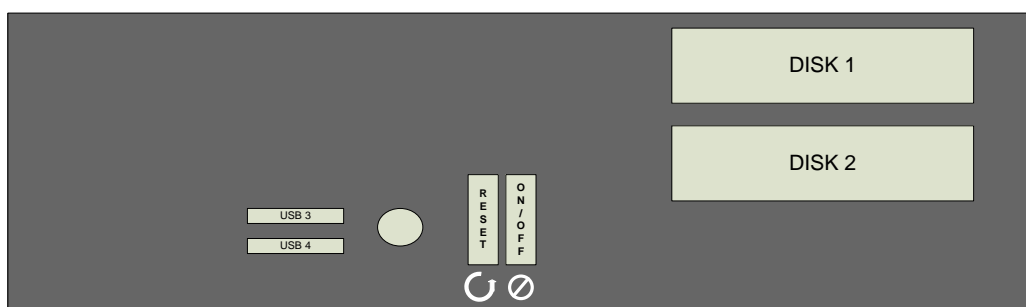 DISK 1
DISK 2
USB 3
USB 4
RESET
ON/OFF